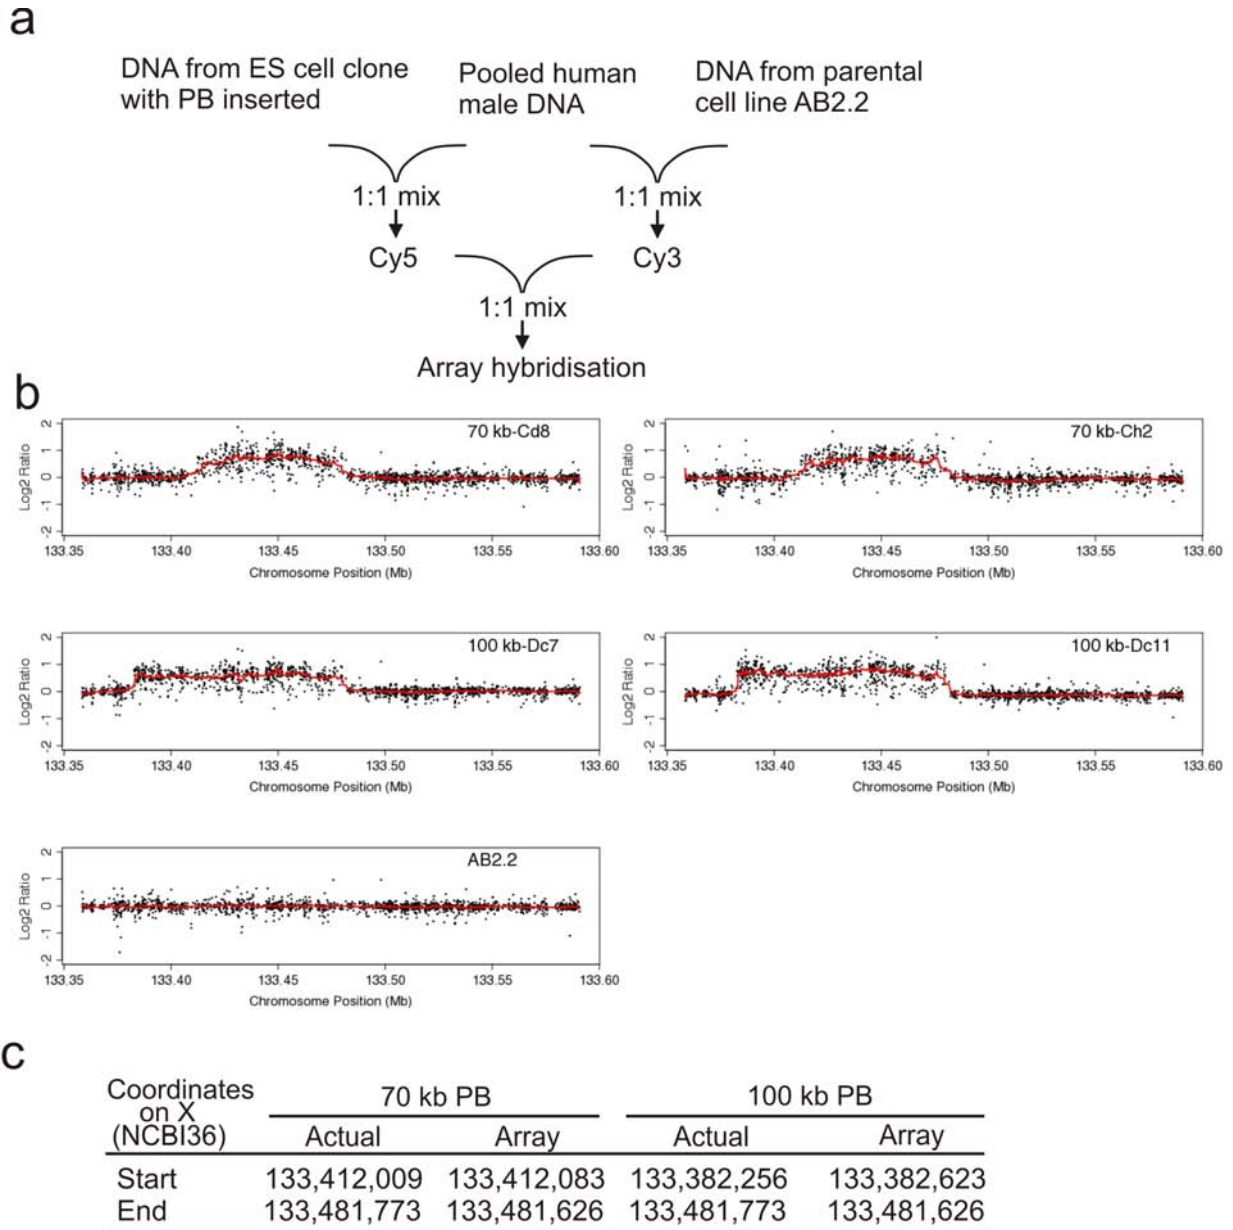 a
DNA from ES cell clone
with PB inserted
Pooled human
male DNA
DNA from parental
cell line AB2.2
1:1 mix
1:1 mix
Cy5
Cy3
1:1 mix
Array hybridisation
b
70 kb-Cd8
Log2 Ratio
2
1
0
-1
-2
133.35 133.40 133.45 133.50 133.55 133.60
Chromosome Position (Mb)
70 kb-Ch2
Log2 Ratio
2
1
0
-1
-2
133.35 133.40 133.45 133.50 133.55 133.60
Chromosome Position (Mb)
100 kb-Dc7
Log2 Ratio
2
1
0
-1
-2
133.35 133.40 133.45 133.50 133.55 133.60
Chromosome Position (Mb)
100 kb-Dc11
Log2 Ratio
2
1
0
-1
-2
133.35 133.40 133.45 133.50 133.55 133.60
Chromosome Position (Mb)
AB2.2
Log2 Ratio
2
1
0
-1
-2
133.35 133.40 133.45 133.50 133.55 133.60
Chromosome Position (Mb)
c
Coordinates
on X
(NCBI36)
70 kb PB 100 kb PB
Actual Array Actual Array
Start 133,412,009 133,412,083 133,382,256 133,382,623
End 133,481,773 133,481,626 133,481,773 133,481,626